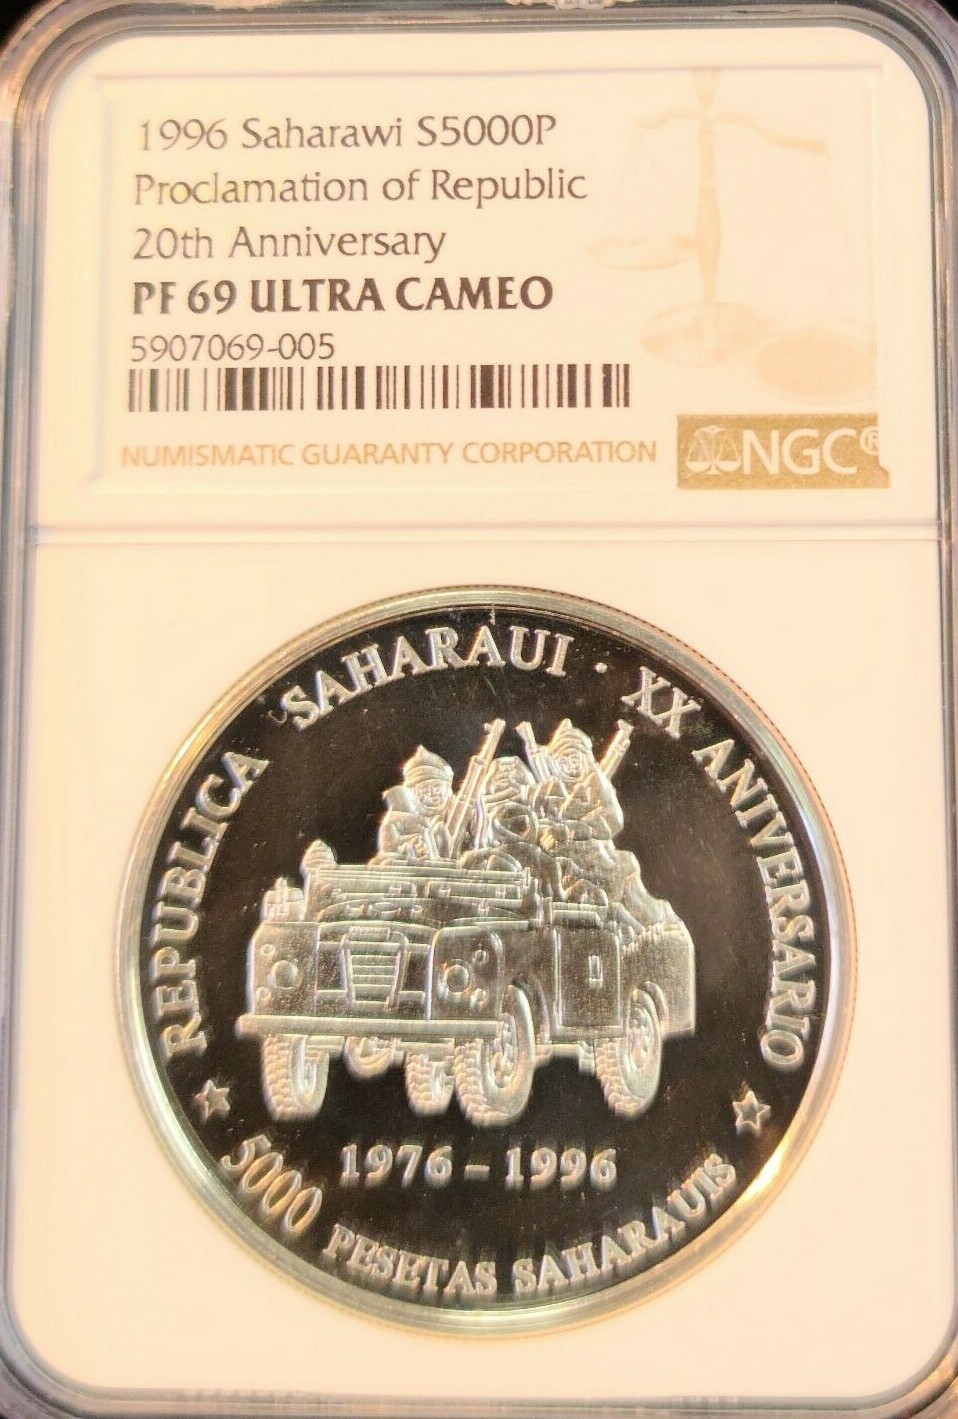 1996 Saharawi S5000P
Proclamation of Republic
20th Anniversary
PF 69 ULTRA CAMEO
5907069-005
NUMISMATIC GUARANTY CORPORATION
NGC®
REPUBLICA SAHARAUI · XX ANIVERSARIO
1976 - 1996
5000 PESETAS SAHARAUIS